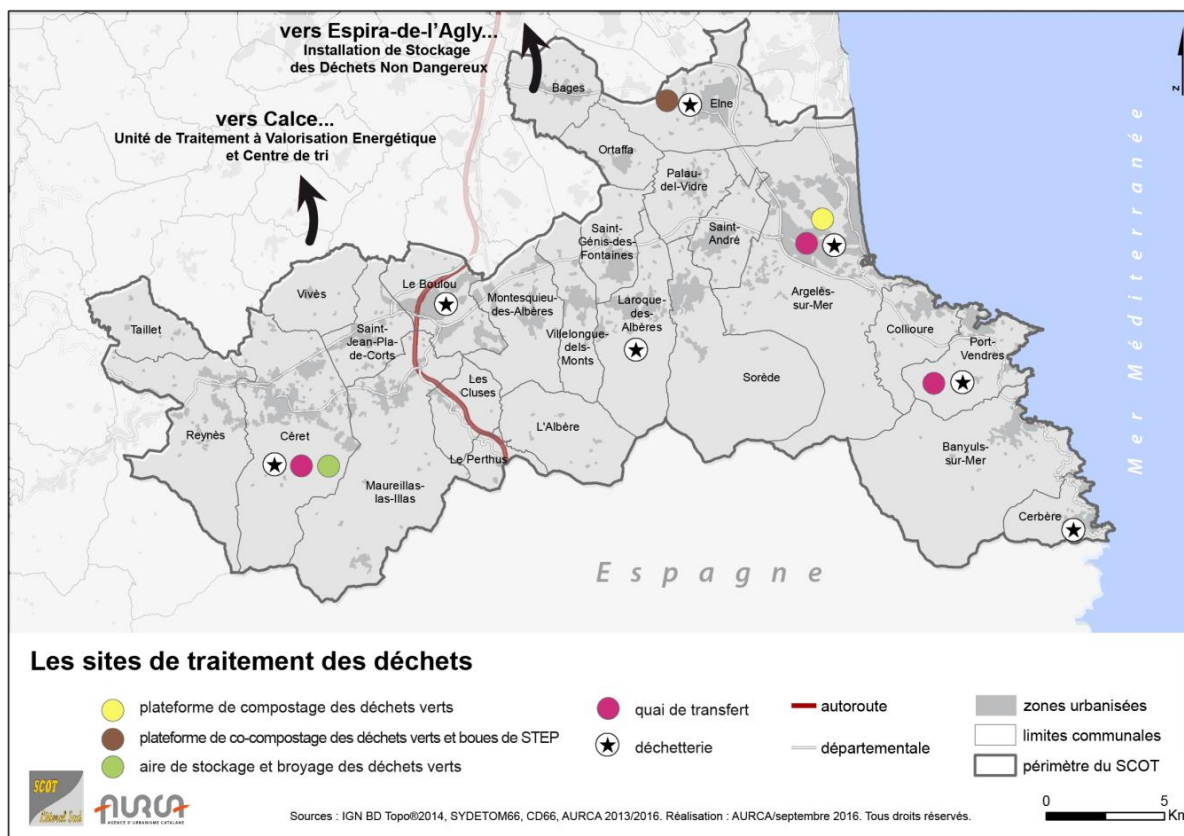 vers Espira-de-l'Agly...
Installation de Stockage
des Déchets Non Dangereux
vers Calce...
Unité de Traitement à Valorisation Energétique
et Centre de tri
N
Bages
Elne
Ortaffa
Palau-
del-Vidre
Saint-
Génis-des-
Fontaines
Saint-
André
Argelès-
sur-Mer
Le Boulou
Vivès
Taillet
Saint-
Jean-Pla-
de-Corts
Montesquieu-
des-Albères
Villelongue-
dels-
Monts
Laroque-
des-
Albères
Collioure
Port-
Vendres
Sorède
Les
Cluses
L'Albère
Le Perthus
Reynès
Céret
Maureillas-
las-Illas
Banyuls-
sur-Mer
Cerbère
Mer Méditerranée
Espagne
Les sites de traitement des déchets
plateforme de compostage des déchets verts
plateforme de co-compostage des déchets verts et boues de STEP
aire de stockage et broyage des déchets verts
quai de transfert
déchetterie
autoroute
départementale
zones urbanisées
limites communales
périmètre du SCOT
SCOT
Littoral Sud
AURCA
AGENCE D'URBANISME CATALANE
Sources : IGN BD Topo®2014, SYDETOM66, CD66, AURCA 2013/2016. Réalisation : AURCA/septembre 2016. Tous droits réservés.
0 5
Km